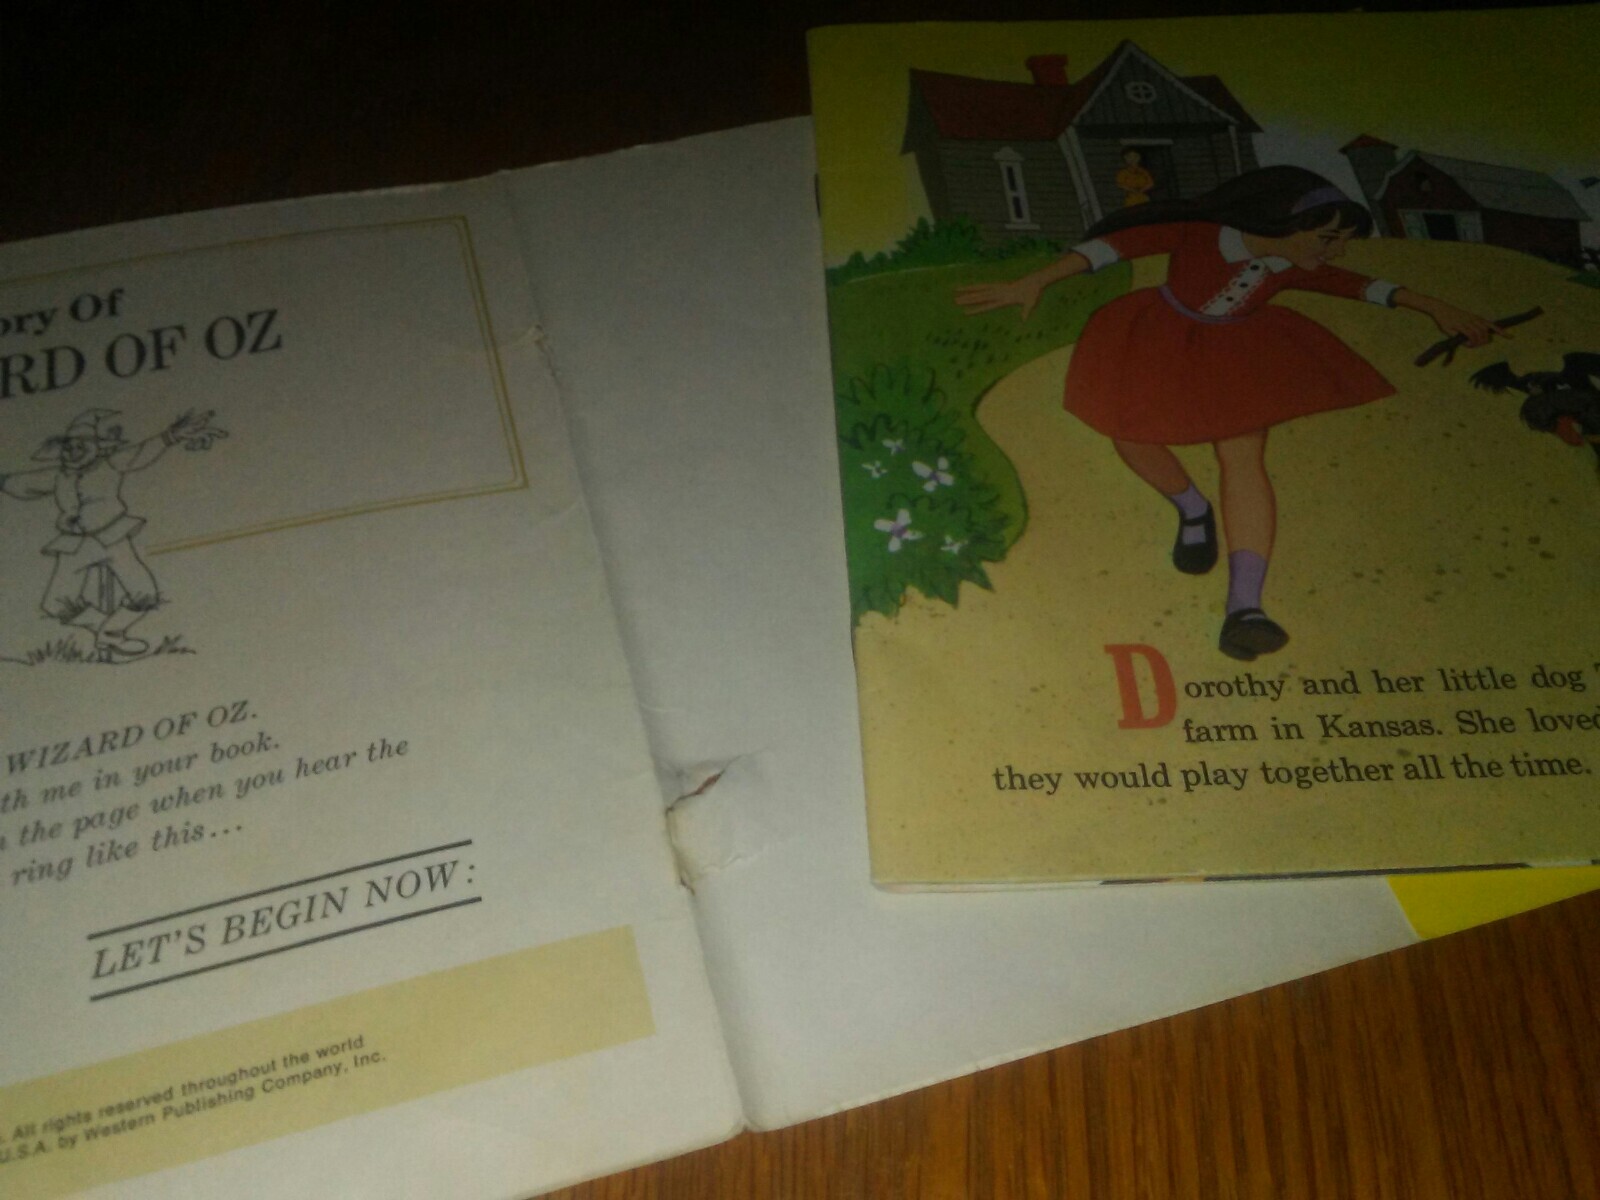 ory Of
RD OF OZ
WIZARD OF OZ.
th me in your book.
the page when you hear the
ring like this...
LET'S BEGIN NOW:
. All rights reserved throughout the world
U.S.A. by Western Publishing Company, Inc.
Dorothy and her little dog
farm in Kansas. She loved
they would play together all the time.